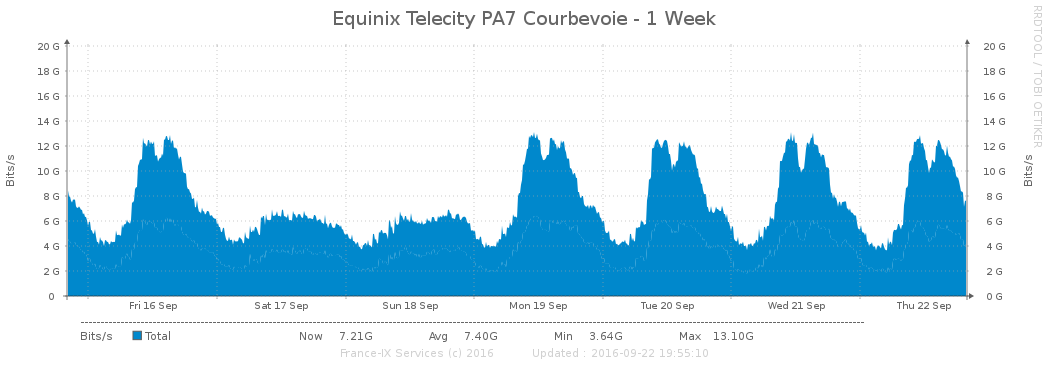 Equinix Telecity PA7 Courbevoie - 1 Week
RRDTOOL / TOBI OETIKER
Bits/s
20 G
18 G
16 G
14 G
12 G
10 G
8 G
6 G
4 G
2 G
0
20 G
18 G
16 G
14 G
12 G
10 G
8 G
6 G
4 G
2 G
0 G
Bits/s
Fri 16 Sep Sat 17 Sep Sun 18 Sep Mon 19 Sep Tue 20 Sep Wed 21 Sep Thu 22 Sep
Bits/s Total Now 7.21G Avg 7.40G Min 3.64G Max 13.10G
France-IX Services (c) 2016 Updated : 2016-09-22 19:55:10